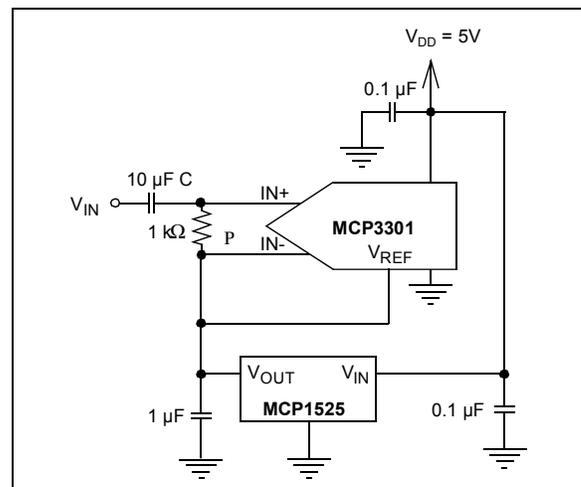 V_DD = 5V
0.1 µF
10 µF C
IN+
V_IN
1 kΩ
P
MCP3301
IN-
V_REF
V_OUT
V_IN
MCP1525
1 µF
0.1 µF